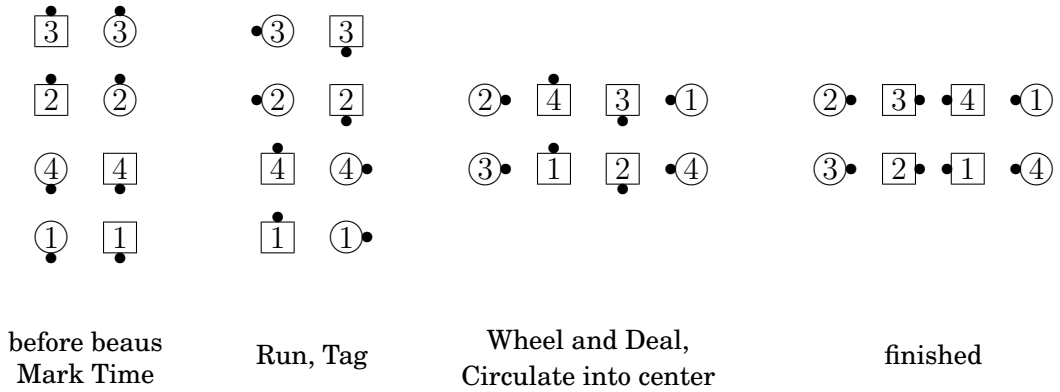 3 3 3 3
2 2 2 2 2 4 3 1 2 3 4 1
4 4 4 4 3 1 2 4 3 2 1 4
1 1 1 1
before beaus
Mark Time
Run, Tag
Wheel and Deal,
Circulate into center
finished